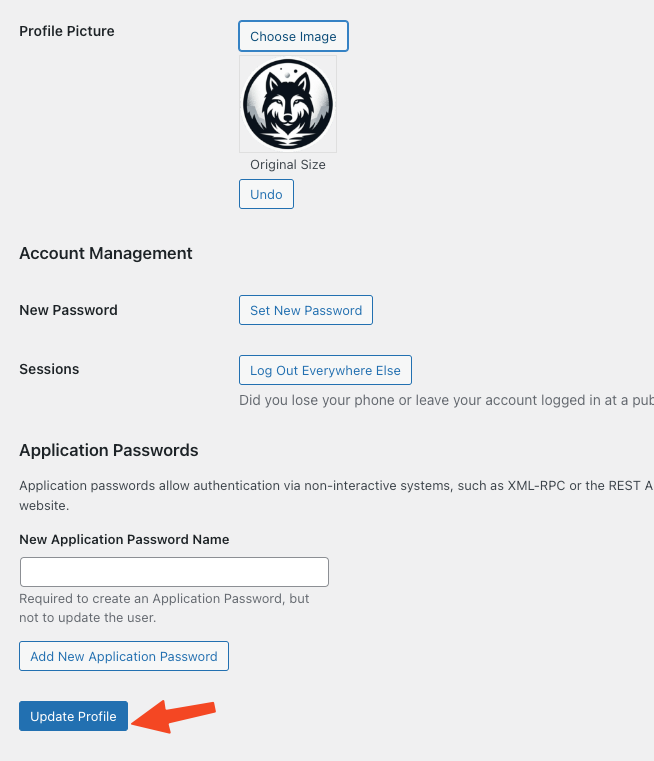 Profile Picture
Choose Image
Original Size
Undo
Account Management
New Password
Set New Password
Sessions
Log Out Everywhere Else
Did you lose your phone or leave your account logged in at a
Application Passwords
Application passwords allow authentication via non-interactive systems, such as XML-RPC or the REST
website.
New Application Password Name
Required to create an Application Password, but
not to update the user.
Add New Application Password
Update Profile